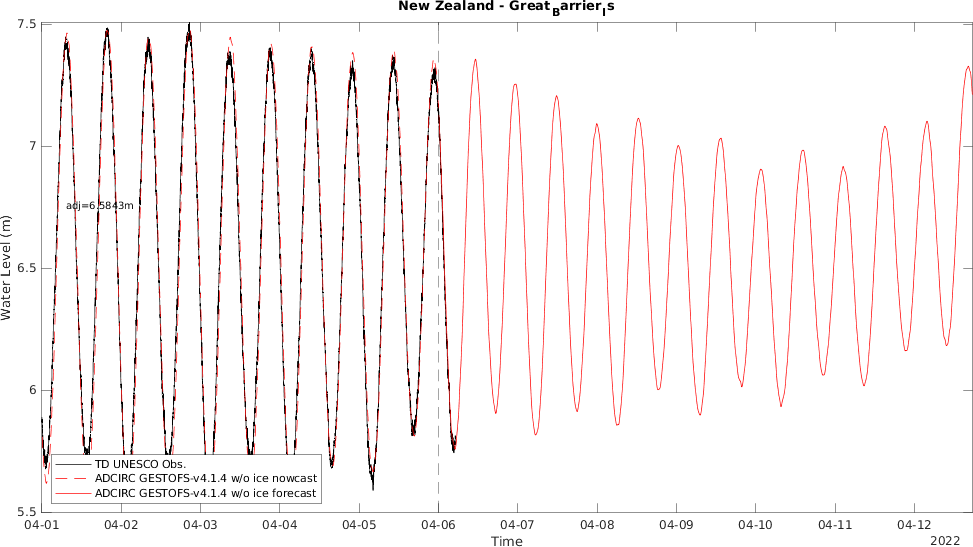 New Zealand - GreatBarrierIs
7.5
7
6.5
6
5.5
Water Level (m)
adj=6.5843m
TD UNESCO Obs.
ADCIRC GESTOFS-v4.1.4 w/o ice nowcast
ADCIRC GESTOFS-v4.1.4 w/o ice forecast
04-01 04-02 04-03 04-04 04-05 04-06 04-07 04-08 04-09 04-10 04-11 04-12
Time
2022